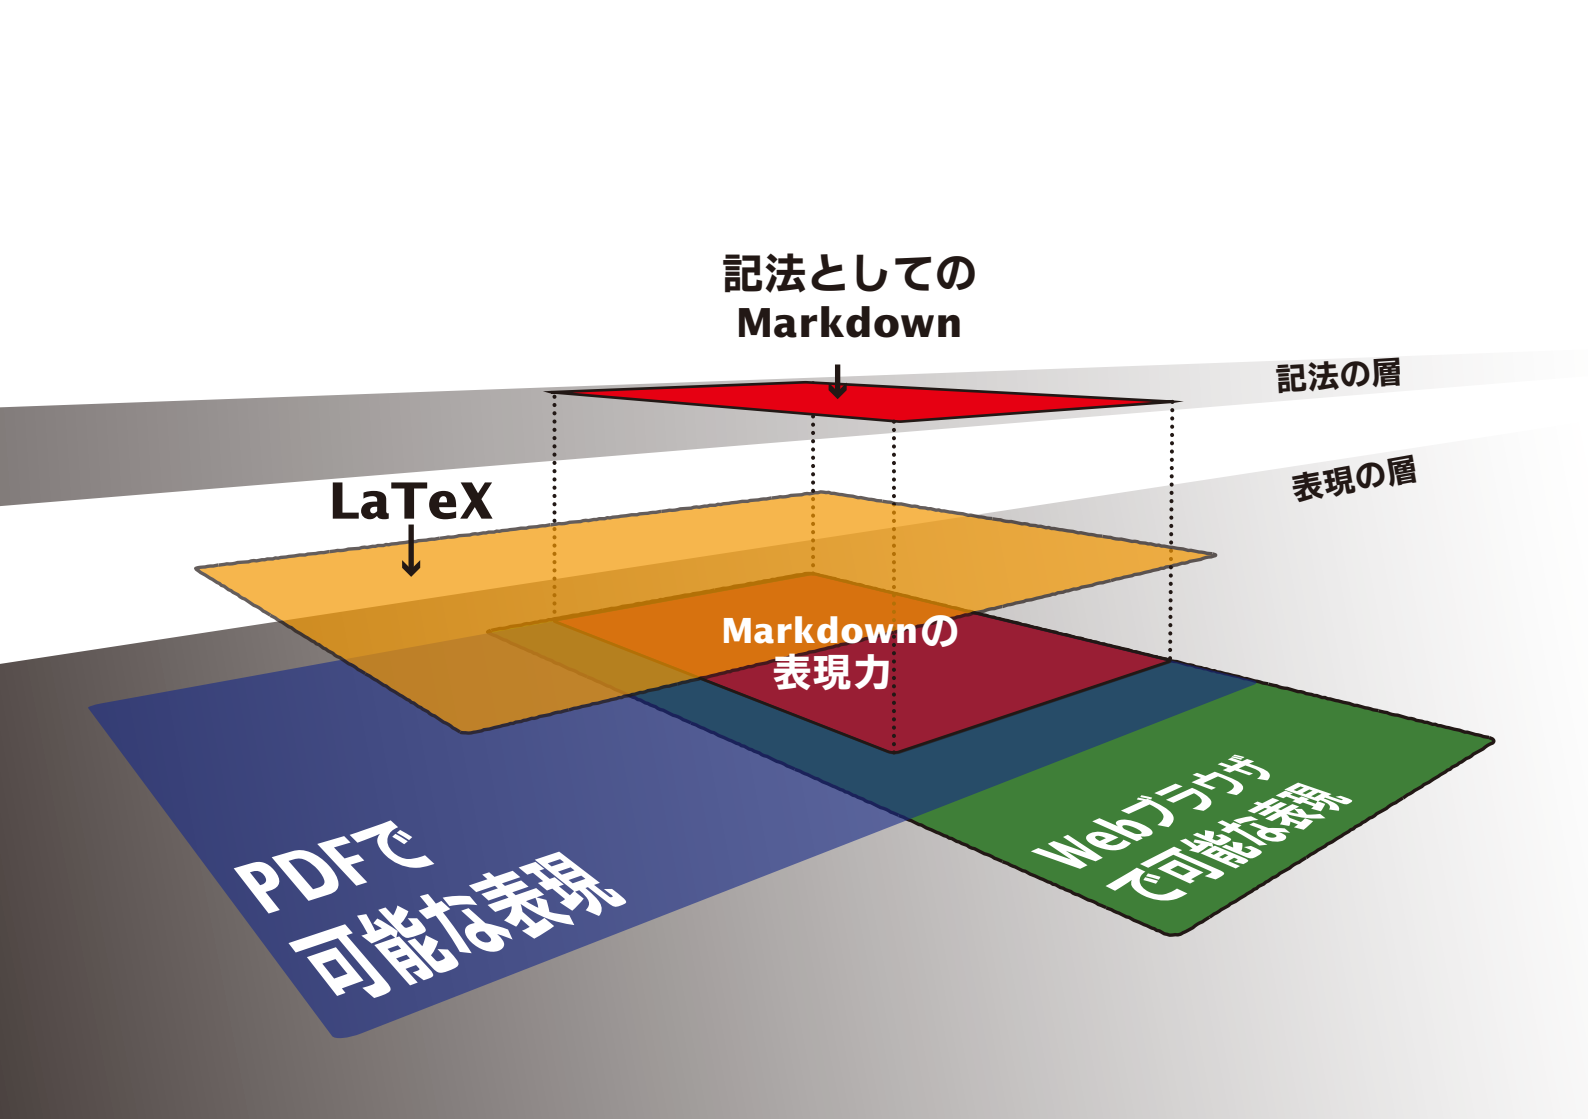 記法としての
Markdown
記法の層
表現の層
LaTeX
Markdownの
表現力
PDFで
可能な表現
Webブラウザ
で可能な表現